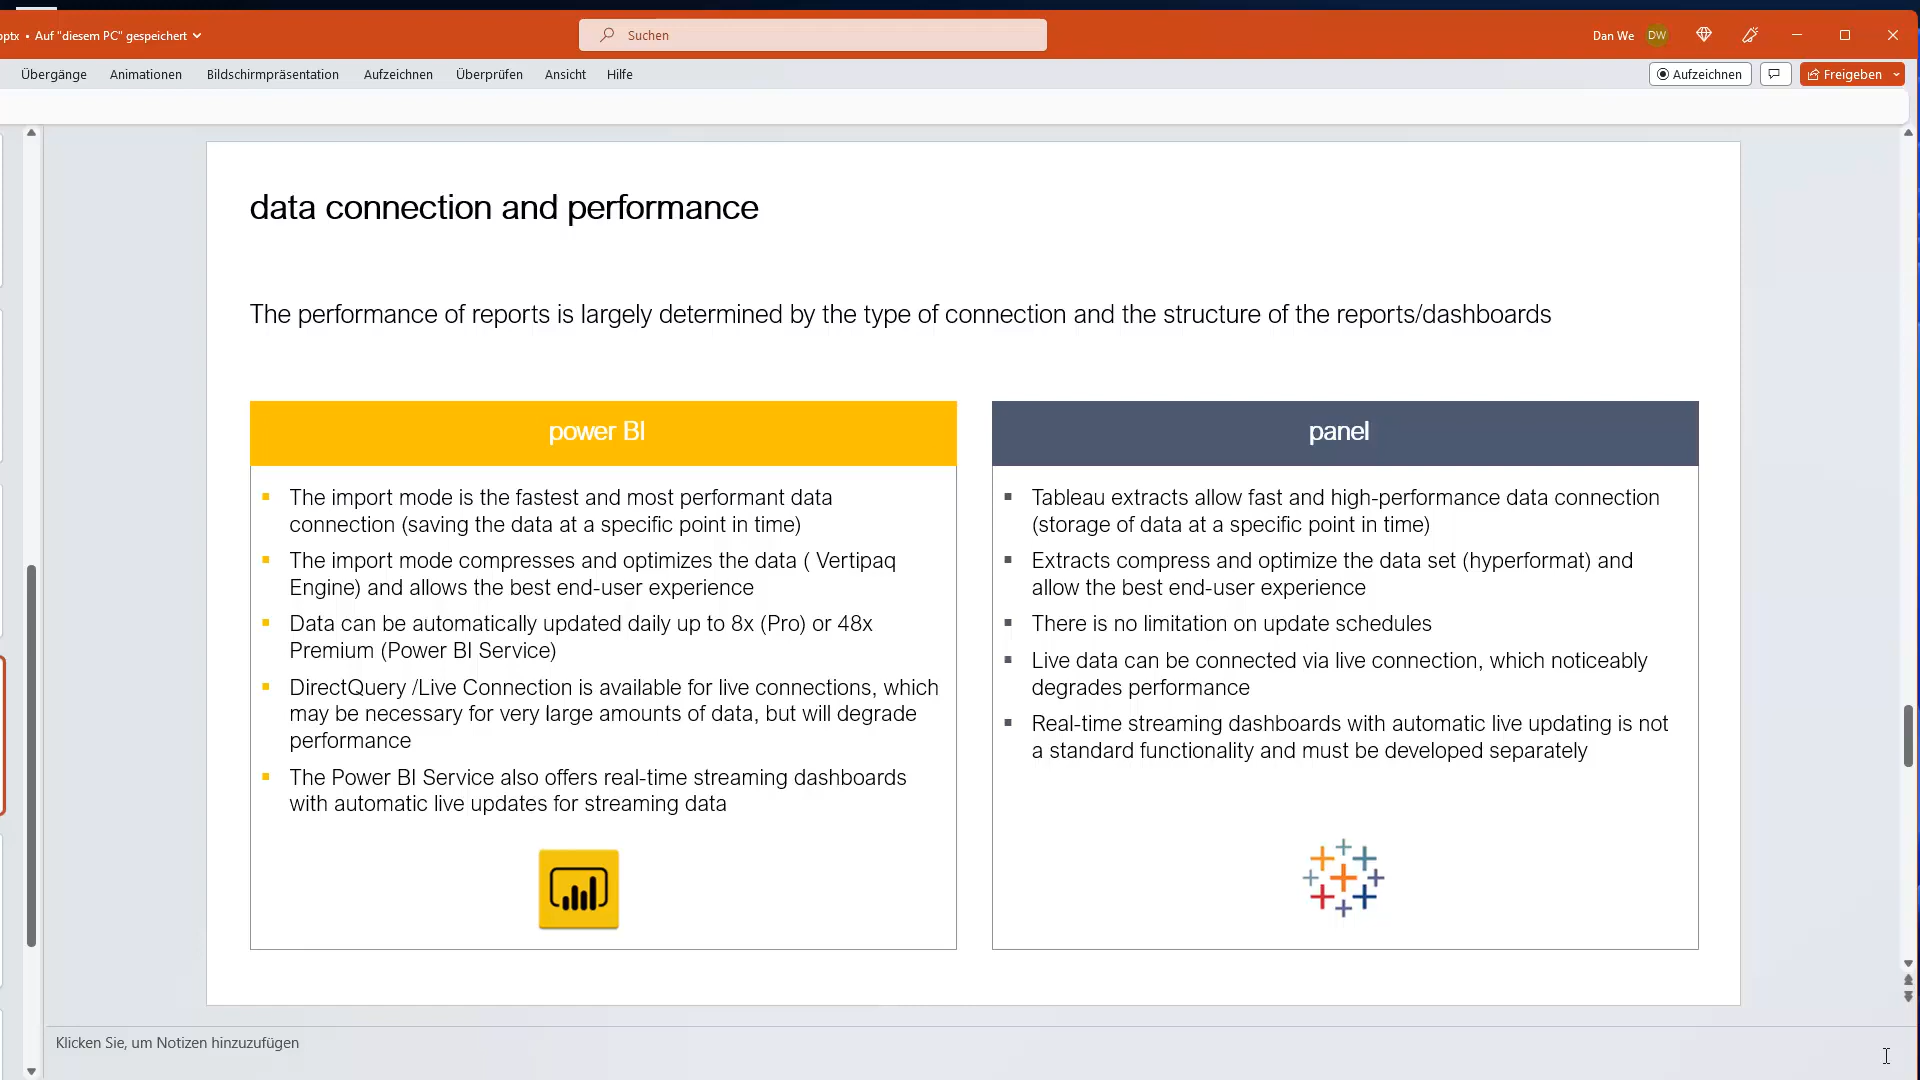 pptx • Auf "diesem PC" gespeichert
Suchen
Dan We
DW
Übergänge
Animationen
Bildschirmpräsentation
Aufzeichnen
Überprüfen
Ansicht
Hilfe
Aufzeichnen
Freigeben
data connection and performance
The performance of reports is largely determined by the type of connection and the structure of the reports/dashboards
power BI
The import mode is the fastest and most performant data
connection (saving the data at a specific point in time)
The import mode compresses and optimizes the data ( Vertipaq
Engine) and allows the best end-user experience
Data can be automatically updated daily up to 8x (Pro) or 48x
Premium (Power BI Service)
DirectQuery /Live Connection is available for live connections, which
may be necessary for very large amounts of data, but will degrade
performance
The Power BI Service also offers real-time streaming dashboards
with automatic live updates for streaming data
panel
Tableau extracts allow fast and high-performance data connection
(storage of data at a specific point in time)
Extracts compress and optimize the data set (hyperformat) and
allow the best end-user experience
There is no limitation on update schedules
Live data can be connected via live connection, which noticeably
degrades performance
Real-time streaming dashboards with automatic live updating is not
a standard functionality and must be developed separately
Klicken Sie, um Notizen hinzuzufügen